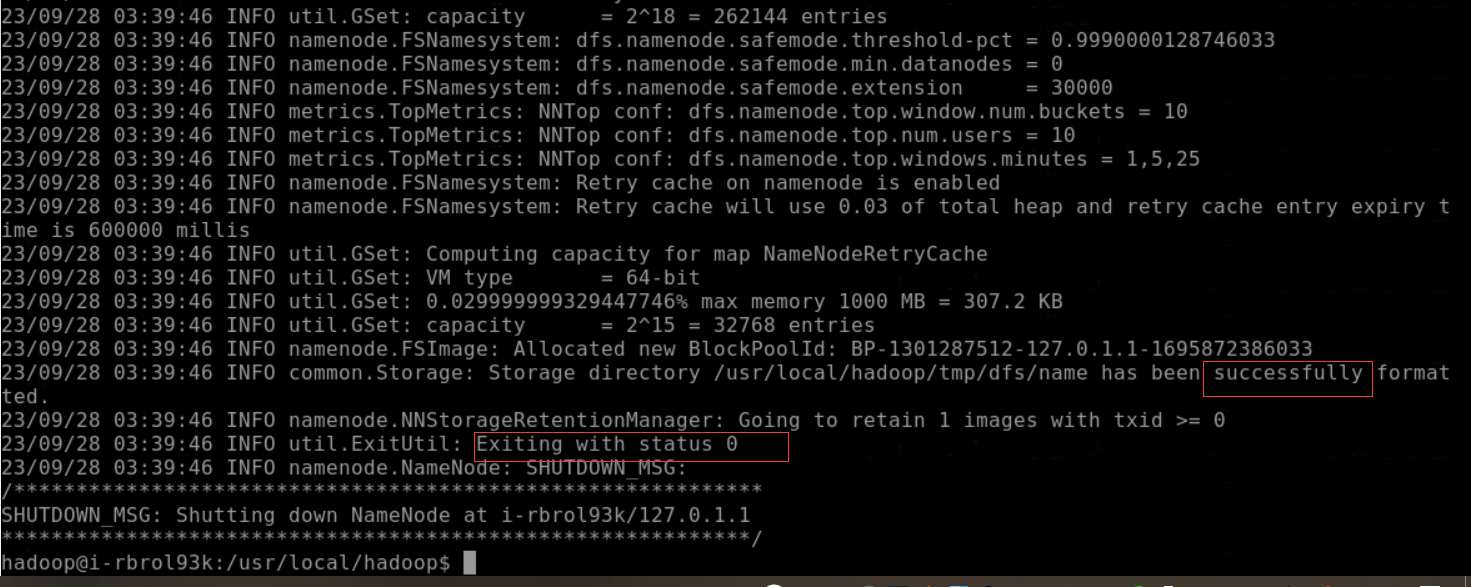 23/09/28 03:39:46 INFO util.GSet: capacity      = 2^18 = 262144 entries
23/09/28 03:39:46 INFO namenode.FSNamesystem: dfs.namenode.safemode.threshold-pct = 0.9990000128746033
23/09/28 03:39:46 INFO namenode.FSNamesystem: dfs.namenode.safemode.min.datanodes = 0
23/09/28 03:39:46 INFO namenode.FSNamesystem: dfs.namenode.safemode.extension     = 30000
23/09/28 03:39:46 INFO metrics.TopMetrics: NNTop conf: dfs.namenode.top.window.num.buckets = 10
23/09/28 03:39:46 INFO metrics.TopMetrics: NNTop conf: dfs.namenode.top.num.users = 10
23/09/28 03:39:46 INFO metrics.TopMetrics: NNTop conf: dfs.namenode.top.windows.minutes = 1,5,25
23/09/28 03:39:46 INFO namenode.FSNamesystem: Retry cache on namenode is enabled
23/09/28 03:39:46 INFO namenode.FSNamesystem: Retry cache will use 0.03 of total heap and retry cache entry expiry t
ime is 600000 millis
23/09/28 03:39:46 INFO util.GSet: Computing capacity for map NameNodeRetryCache
23/09/28 03:39:46 INFO util.GSet: VM type       = 64-bit
23/09/28 03:39:46 INFO util.GSet: 0.029999999329447746% max memory 1000 MB = 307.2 KB
23/09/28 03:39:46 INFO util.GSet: capacity      = 2^15 = 32768 entries
23/09/28 03:39:46 INFO namenode.FSImage: Allocated new BlockPoolId: BP-1301287512-127.0.1.1-1695872386033
23/09/28 03:39:46 INFO common.Storage: Storage directory /usr/local/hadoop/tmp/dfs/name has been successfully format
ted.
23/09/28 03:39:46 INFO namenode.NNStorageRetentionManager: Going to retain 1 images with txid >= 0
23/09/28 03:39:46 INFO util.ExitUtil: Exiting with status 0
23/09/28 03:39:46 INFO namenode.NameNode: SHUTDOWN_MSG:
/************************************************************
SHUTDOWN_MSG: Shutting down NameNode at i-rbrol93k/127.0.1.1
************************************************************/
hadoop@i-rbrol93k:/usr/local/hadoop$